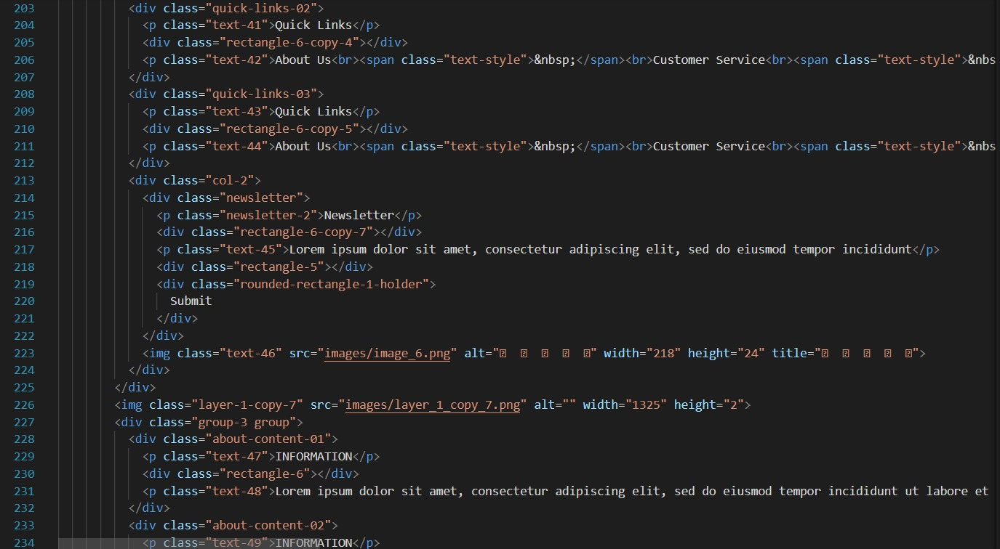 203 <div class="quick-links-02">
204 <p class="text-41">Quick Links</p>
205 <div class="rectangle-6-copy-4"></div>
206 <p class="text-42">About Us<br><span class="text-style">&nbsp;</span><br>Customer Service<br><span class="text-style">&nbs
207 </div>
208 <div class="quick-links-03">
209 <p class="text-43">Quick Links</p>
210 <div class="rectangle-6-copy-5"></div>
211 <p class="text-44">About Us<br><span class="text-style">&nbsp;</span><br>Customer Service<br><span class="text-style">&nbs
212 </div>
213 <div class="col-2">
214 <div class="newsletter">
215 <p class="newsletter-2">Newsletter</p>
216 <div class="rectangle-6-copy-7"></div>
217 <p class="text-45">Lorem ipsum dolor sit amet, consectetur adipiscing elit, sed do eiusmod tempor incididunt</p>
218 <div class="rectangle-5"></div>
219 <div class="rounded-rectangle-1-holder">
220 Submit
221 </div>
222 </div>
223 <img class="text-46" src="images/image_6.png" alt="" width="218" height="24" title="">
224 </div>
225 </div>
226 <img class="layer-1-copy-7" src="images/layer_1_copy_7.png" alt="" width="1325" height="2">
227 <div class="group-3 group">
228 <div class="about-content-01">
229 <p class="text-47">INFORMATION</p>
230 <div class="rectangle-6"></div>
231 <p class="text-48">Lorem ipsum dolor sit amet, consectetur adipiscing elit, sed do eiusmod tempor incididunt ut labore et
232 </div>
233 <div class="about-content-02">
234 <p class="text-49">INFORMATION</p>